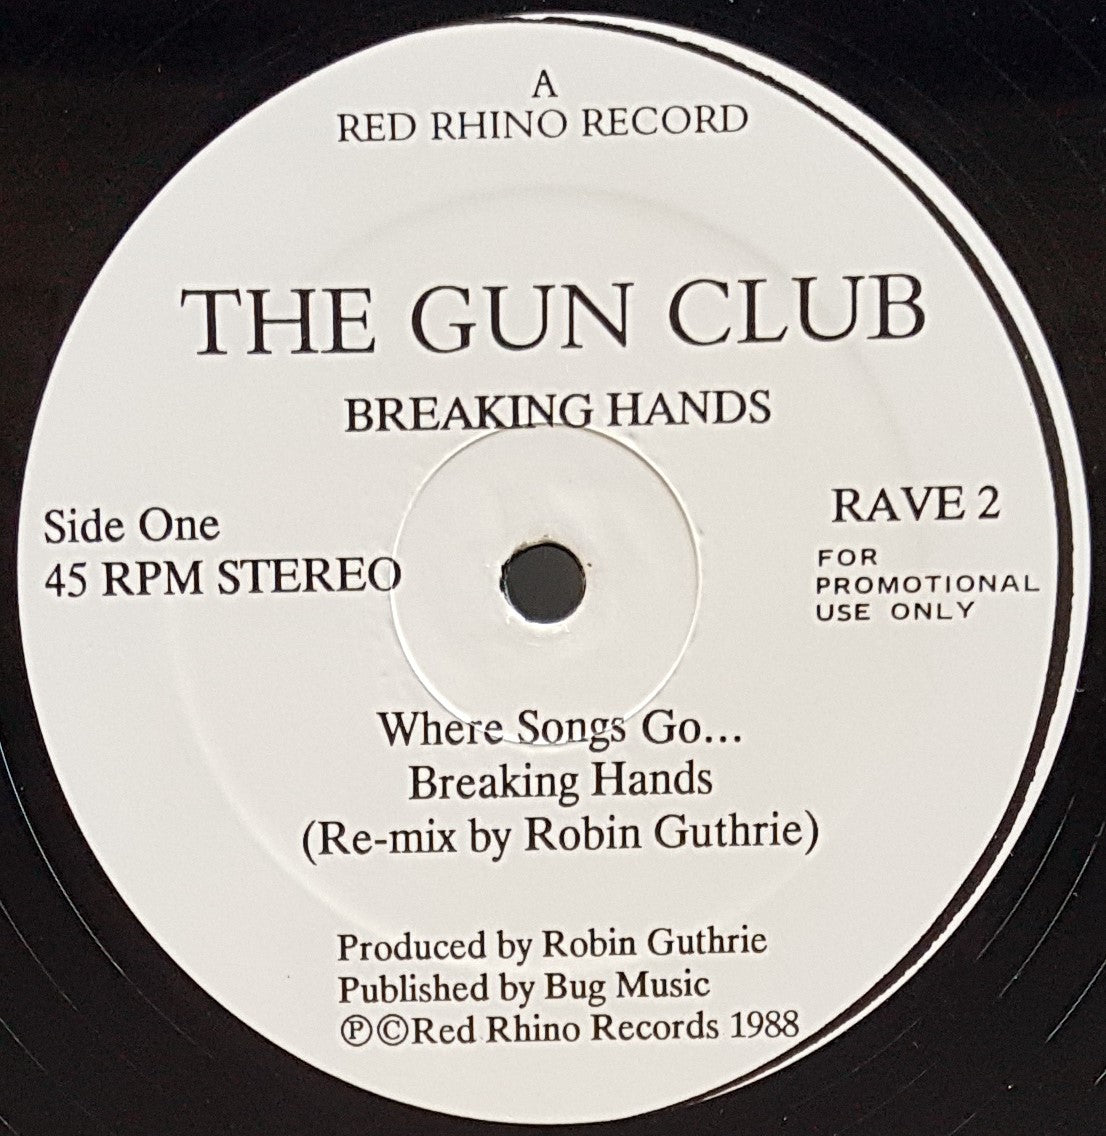 A
RED RHINO RECORD
THE GUN CLUB
BREAKING HANDS
Side One
45 RPM STEREO
RAVE 2
FOR
PROMOTIONAL
USE ONLY
Where Songs Go...
Breaking Hands
(Re-mix by Robin Guthrie)
Produced by Robin Guthrie
Published by Bug Music
℗©Red Rhino Records 1988